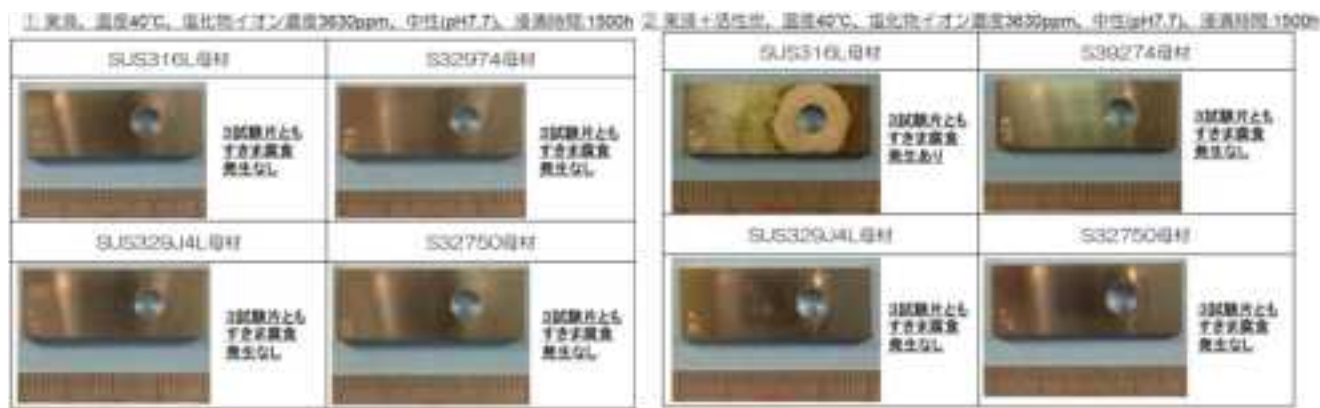 ① 実液、温度40℃、塩化物イオン濃度3630ppm、中性(pH7.7)、浸漬時間:1500h
SUS316L母材
S32974母材
3試験片とも
すきま腐食
発生なし
3試験片とも
すきま腐食
発生なし
SUS329J4L母材
S32750母材
3試験片とも
すきま腐食
発生なし
3試験片とも
すきま腐食
発生なし
② 実液+活性炭、温度40℃、塩化物イオン濃度3630ppm、中性(pH7.7)、浸漬時間:1500h
SUS316L母材
S39274母材
3試験片とも
すきま腐食
発生あり
3試験片とも
すきま腐食
発生なし
SUS329J4L母材
S32750母材
3試験片とも
すきま腐食
発生なし
3試験片とも
すきま腐食
発生なし